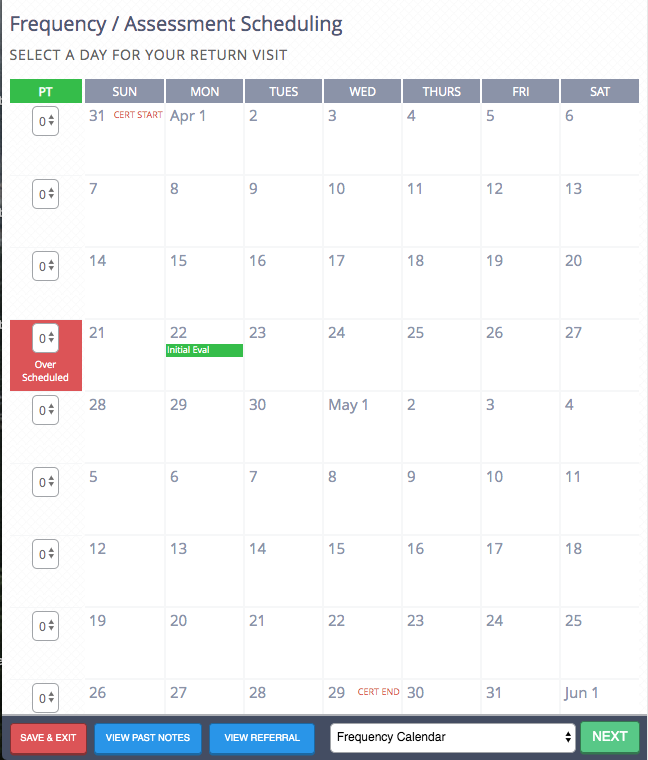 Frequency / Assessment Scheduling
SELECT A DAY FOR YOUR RETURN VISIT
PT SUN MON TUES WED THURS FRI SAT
0 31 CERT START Apr 1 2 3 4 5 6
0 7 8 9 10 11 12 13
0 14 15 16 17 18 19 20
0 21 22 23 24 25 26 27
Initial Eval
Over
Scheduled
0 28 29 30 May 1 2 3 4
0 5 6 7 8 9 10 11
0 12 13 14 15 16 17 18
0 19 20 21 22 23 24 25
0 26 27 28 29 CERT END 30 31 Jun 1
SAVE & EXIT VIEW PAST NOTES VIEW REFERRAL Frequency Calendar NEXT